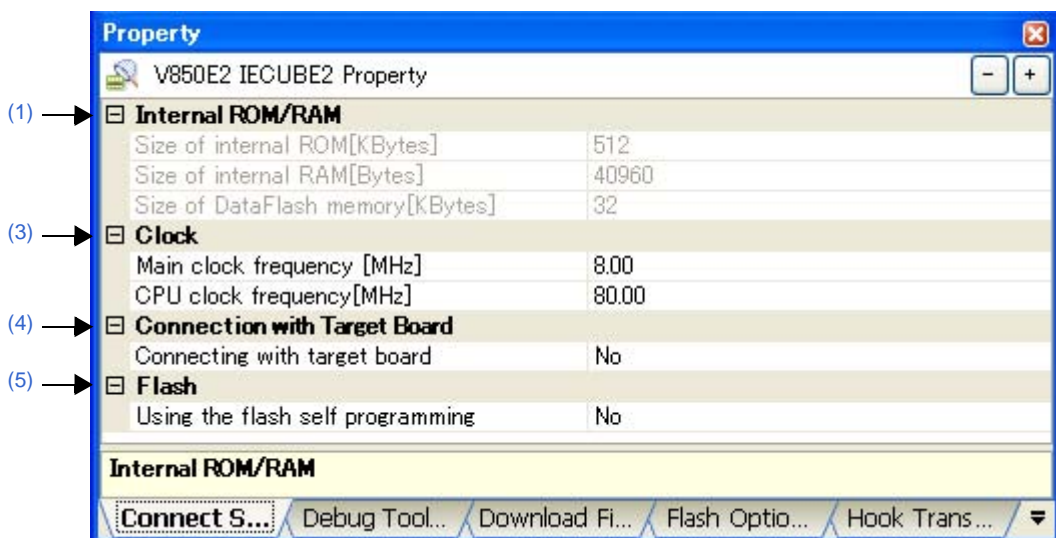 Property
V850E2 IECUBE2 Property
- +
(1) Internal ROM/RAM
Size of internal ROM[KBytes] 512
Size of internal RAM[Bytes] 40960
Size of DataFlash memory[KBytes] 32
(3) Clock
Main clock frequency [MHz] 8.00
CPU clock frequency[MHz] 80.00
(4) Connection with Target Board
Connecting with target board No
(5) Flash
Using the flash self programming No
Internal ROM/RAM
Connect S... Debug Tool... Download Fi... Flash Optio... Hook Trans...